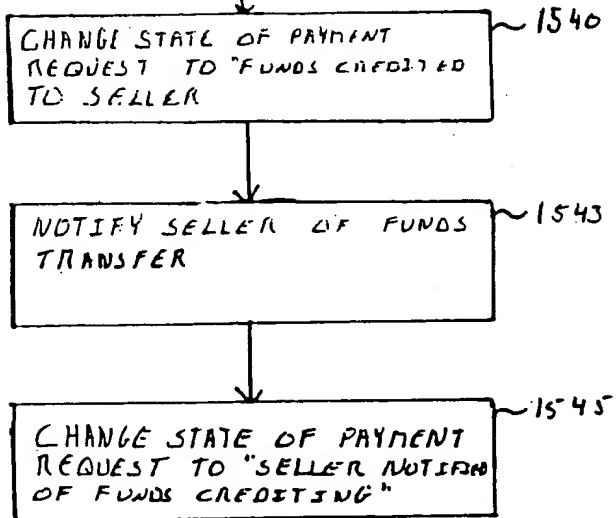 1540
CHANGE STATE OF PAYMENT
REQUEST TO "FUNDS CREDITED
TO SELLER
1543
NOTIFY SELLER OF FUNDS
TRANSFER
1545
CHANGE STATE OF PAYMENT
REQUEST TO "SELLER NOTIFIED
OF FUNDS CREDITING"